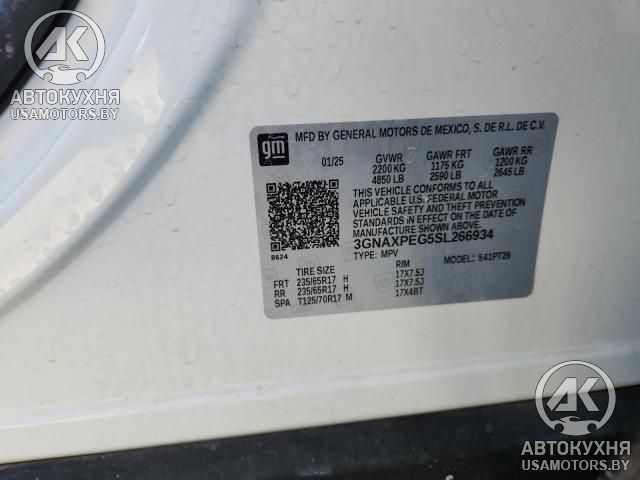 AK
АВТОКУХНЯ
USAMOTORS.BY
gm
MFD BY GENERAL MOTORS DE MEXICO, S. DE R.L. DE C.V.
01/25 GVWR GAWR FRT GAWR RR
2200 KG 1175 KG 1200 KG
4850 LB 2590 LB 2645 LB
THIS VEHICLE CONFORMS TO ALL
APPLICABLE U.S. FEDERAL MOTOR
VEHICLE SAFETY AND THEFT PREVENTION
STANDARDS IN EFFECT ON THE DATE OF
MANUFACTURE SHOWN ABOVE.
3GNAXPEG5SL266934
8624 TYPE: MPV MODEL: 541PT26
TIRE SIZE RIM
FRT 235/65R17 H 17X7.5J
RR 235/65R17 H 17X7.5J
SPA T125/70R17 M 17X4BT
AK
АВТОКУХНЯ
USAMOTORS.BY